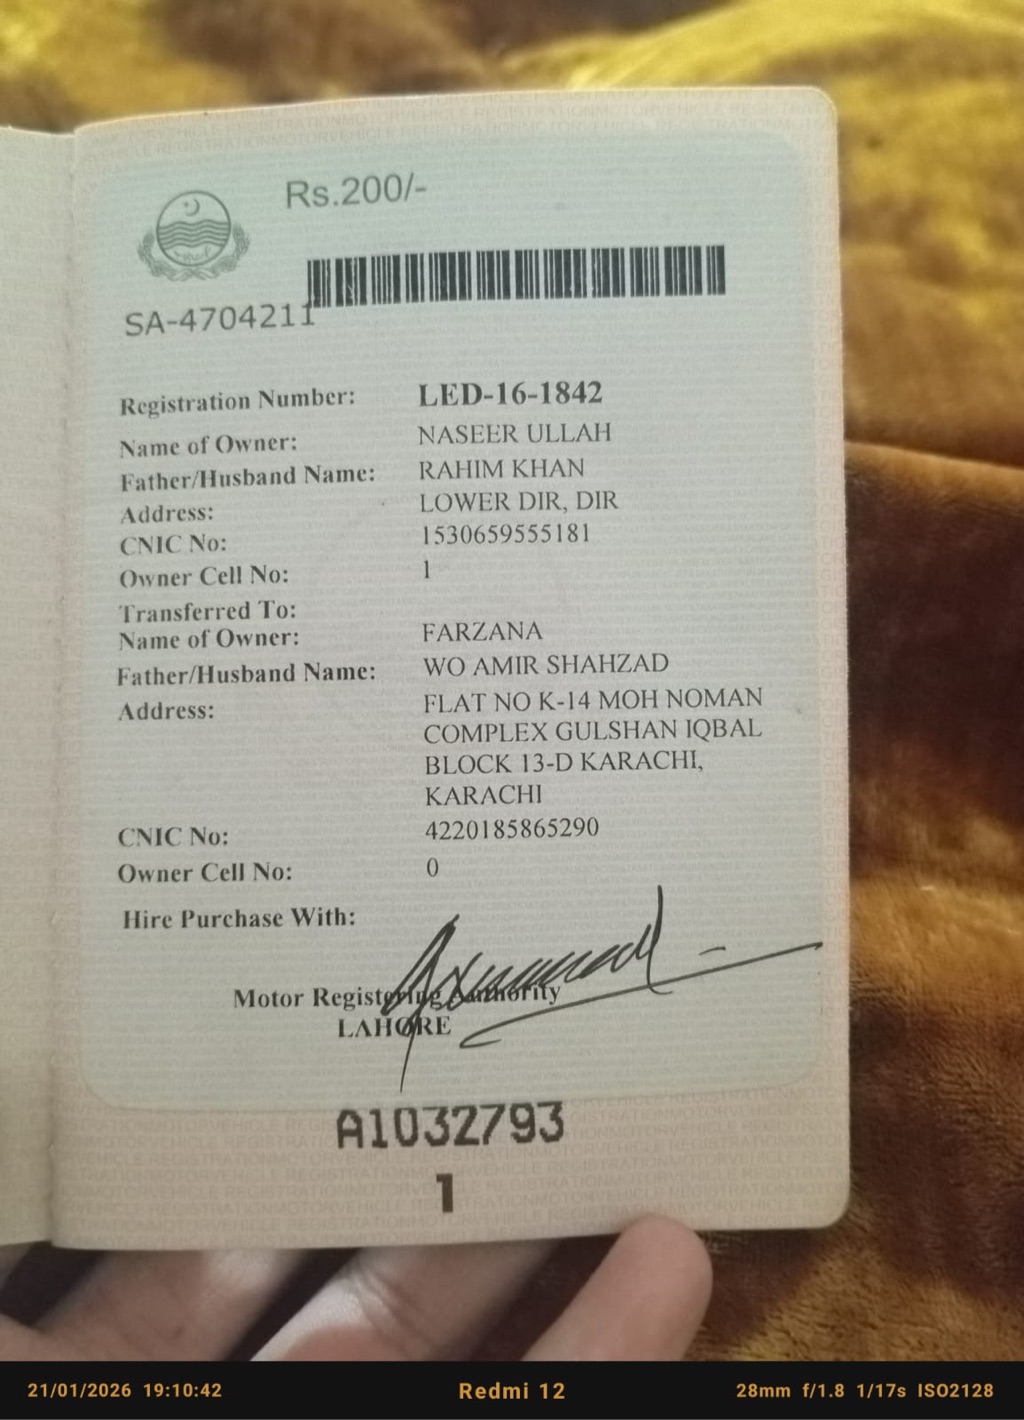 Rs.200/-
SA-4704211
Registration Number: LED-16-1842
Name of Owner: NASEER ULLAH
Father/Husband Name: RAHIM KHAN
Address: LOWER DIR, DIR
CNIC No: 1530659555181
Owner Cell No: 1
Transferred To:
Name of Owner: FARZANA
Father/Husband Name: WO AMIR SHAHZAD
Address: FLAT NO K-14 MOH NOMAN
COMPLEX GULSHAN IQBAL
BLOCK 13-D KARACHI,
KARACHI
CNIC No: 4220185865290
Owner Cell No: 0
Hire Purchase With:
Motor Registering Authority
LAHORE
A1032793
1
21/01/2026 19:10:42 Redmi 12 28mm f/1.8 1/17s ISO2128